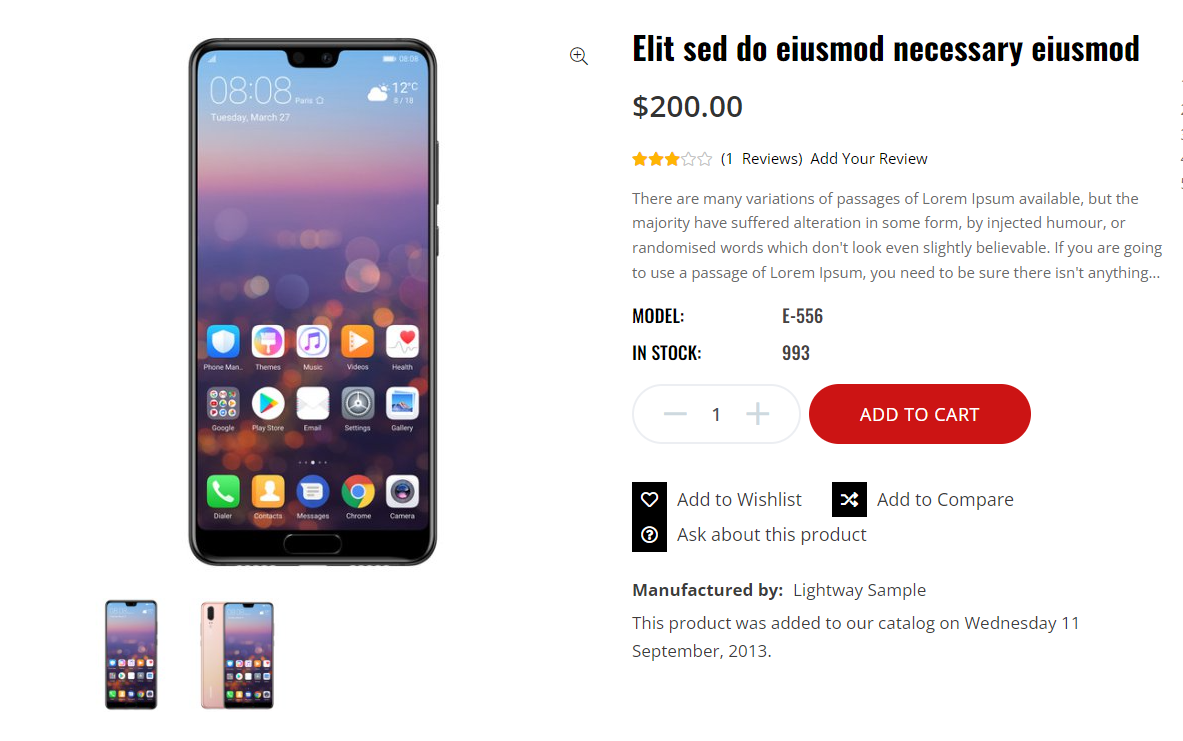 08:08
08:08
Paris
12°C
8 / 18
Tuesday, March 27
Phone Man..
Themes
Music
Videos
Health
Google
Play Store
Email
Settings
Gallery
Dialer
Contacts
Messages
Chrome
Camera
Elit sed do eiusmod necessary eiusmod
$200.00
(1 Reviews) Add Your Review
There are many variations of passages of Lorem Ipsum available, but the
majority have suffered alteration in some form, by injected humour, or
randomised words which don't look even slightly believable. If you are going
to use a passage of Lorem Ipsum, you need to be sure there isn't anything...
MODEL: E-556
IN STOCK: 993
1
ADD TO CART
Add to Wishlist
Add to Compare
Ask about this product
Manufactured by: Lightway Sample
This product was added to our catalog on Wednesday 11
September, 2013.